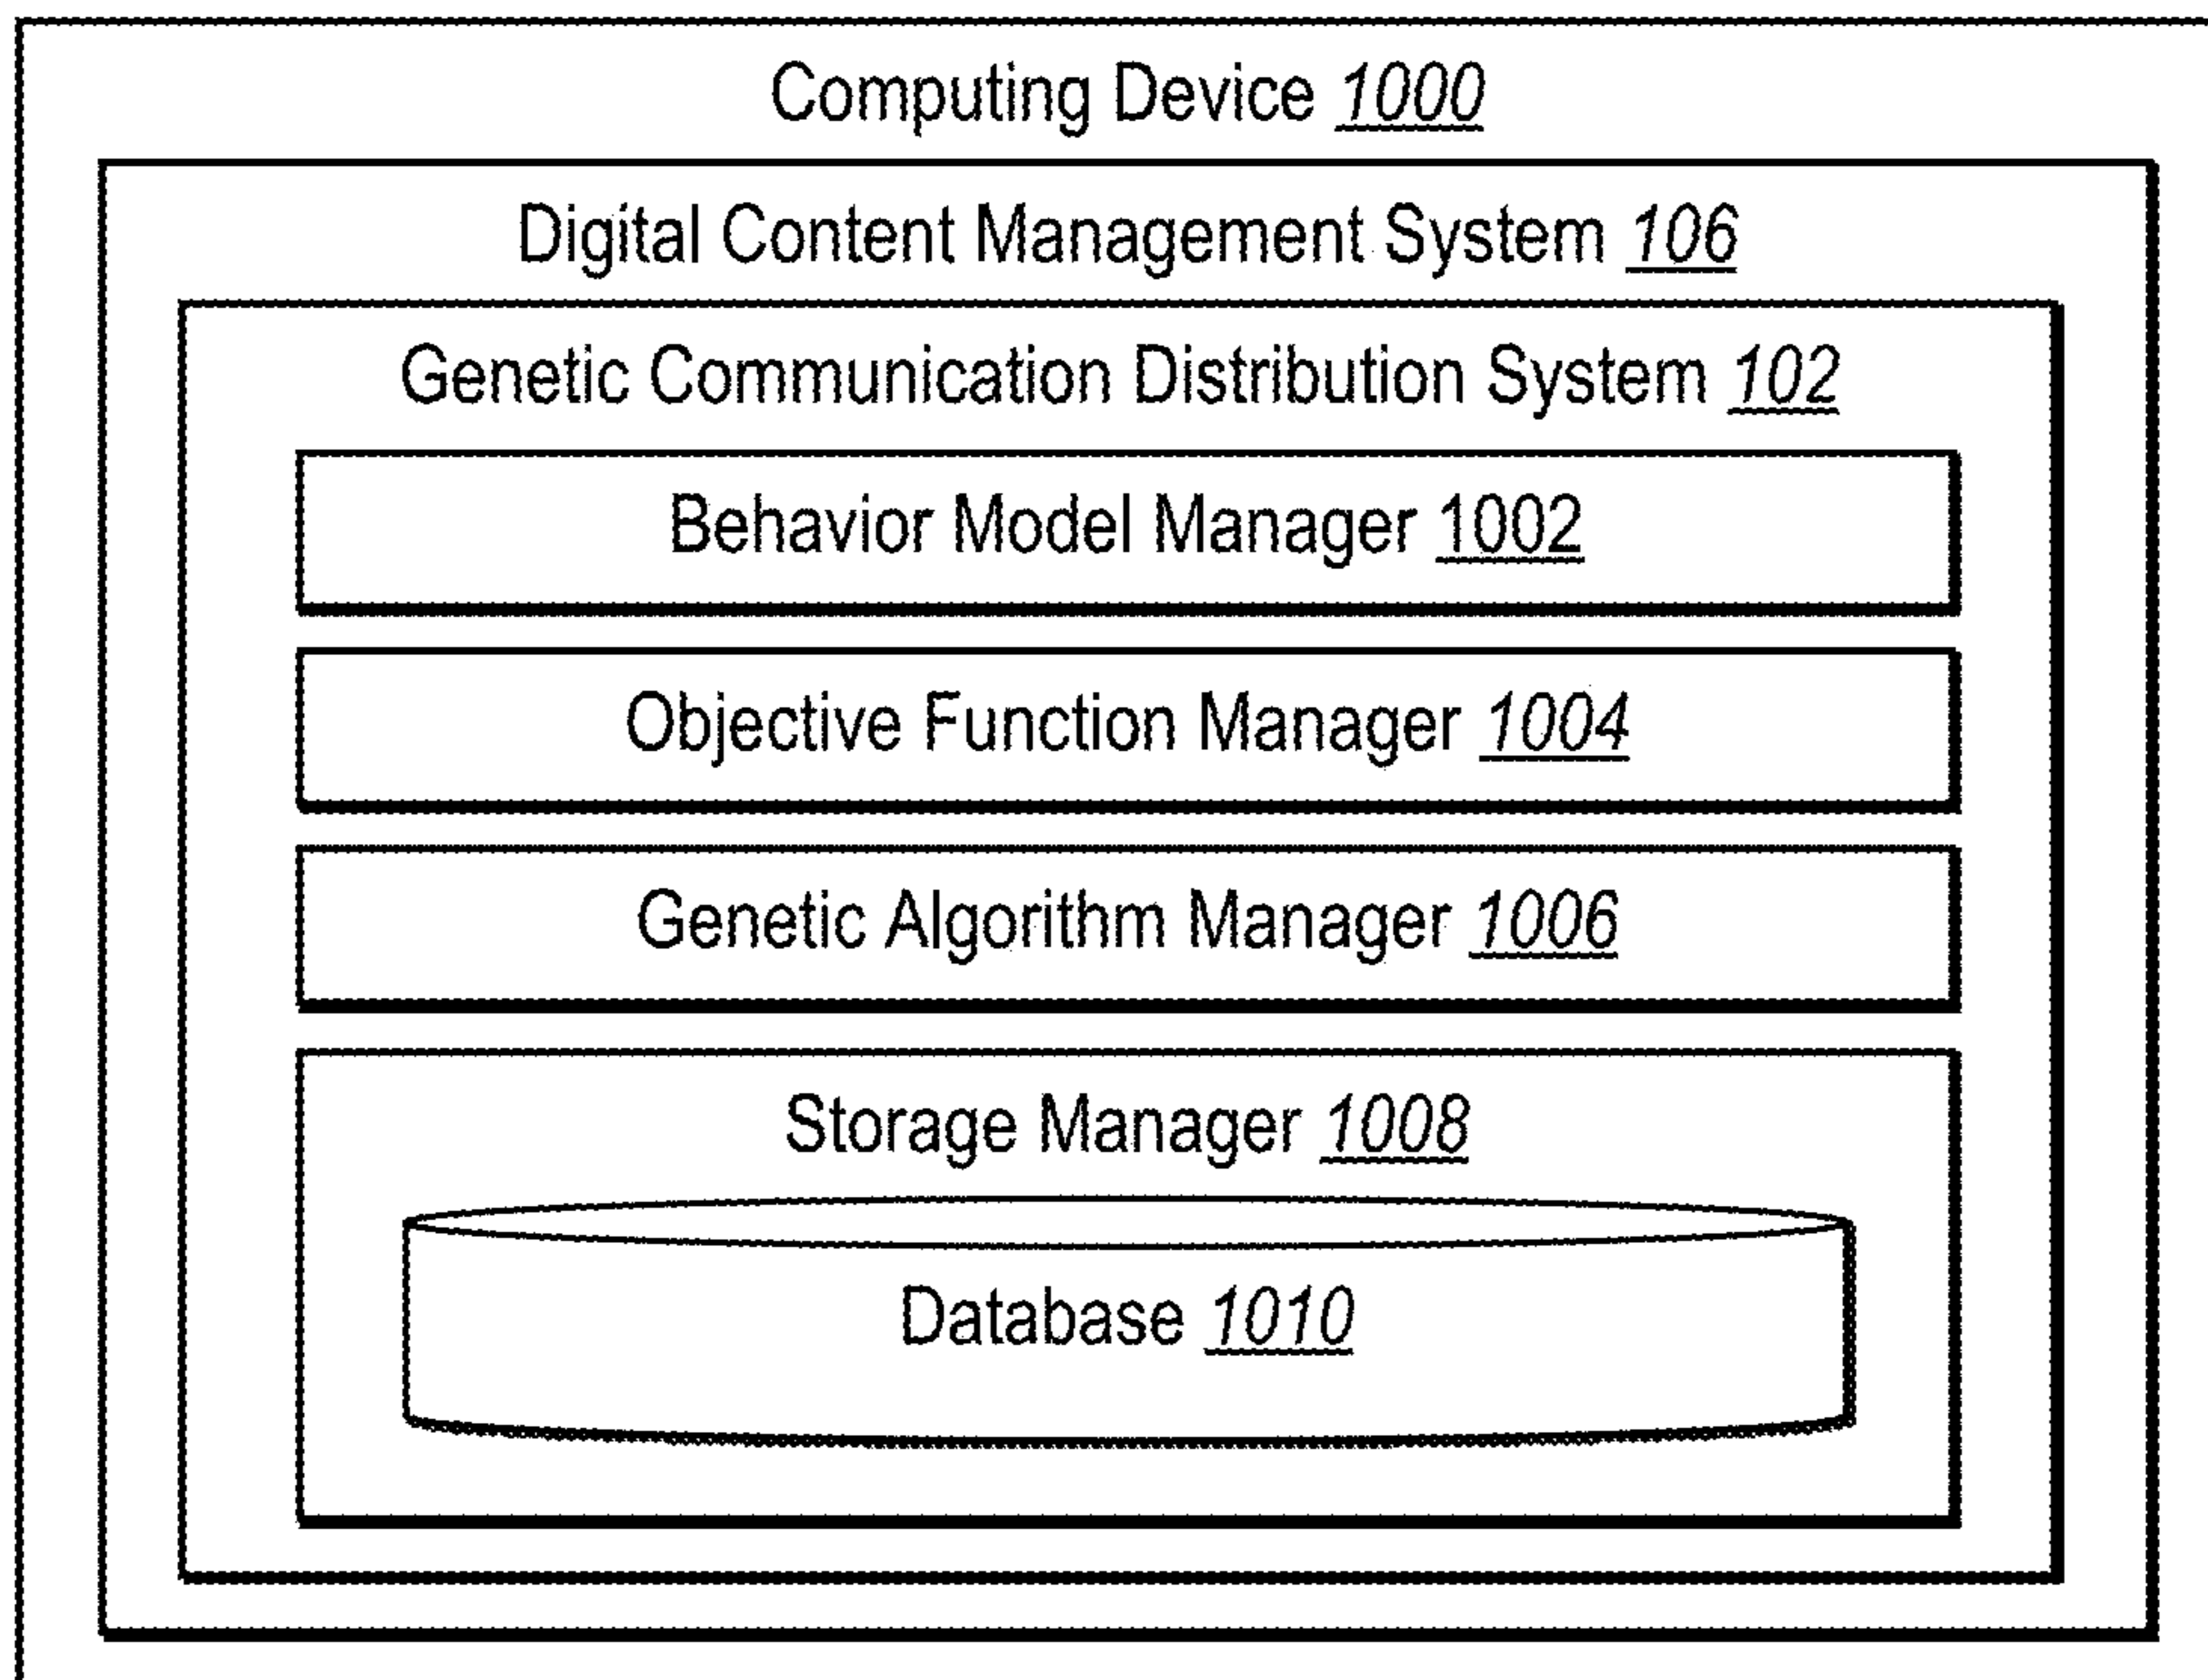 Computing Device 1000
Digital Content Management System 106
Genetic Communication Distribution System 102
Behavior Model Manager 1002
Objective Function Manager 1004
Genetic Algorithm Manager 1006
Storage Manager 1008
Database 1010